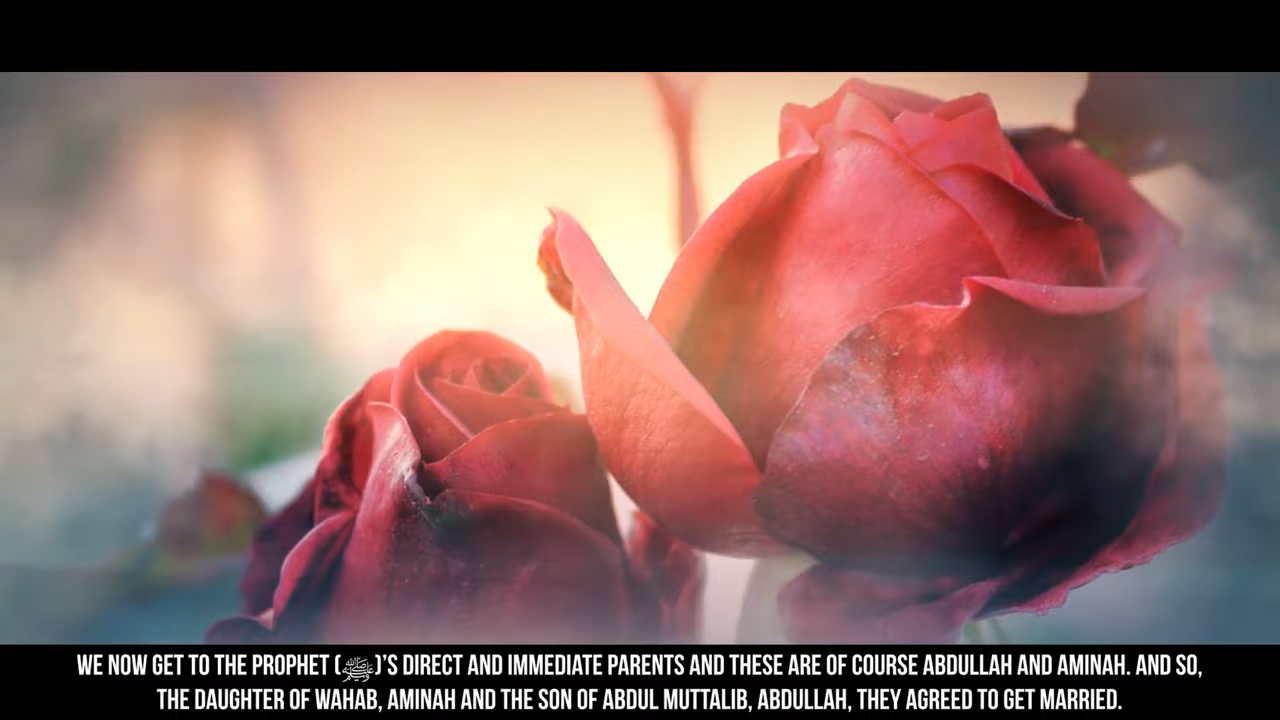 WE NOW GET TO THE PROPHET (ﷺ)'S DIRECT AND IMMEDIATE PARENTS AND THESE ARE OF COURSE ABDULLAH AND AMINAH. AND SO,
THE DAUGHTER OF WAHAB, AMINAH AND THE SON OF ABDUL MUTTALIB, ABDULLAH, THEY AGREED TO GET MARRIED.